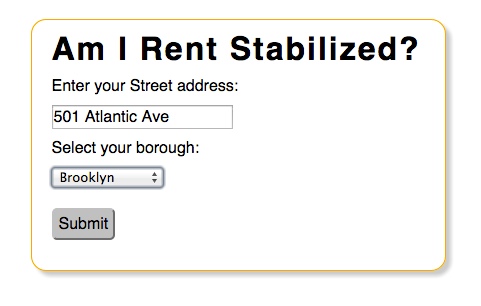 Am I Rent Stabilized?
Enter your Street address:
501 Atlantic Ave
Select your borough:
Brooklyn
Submit